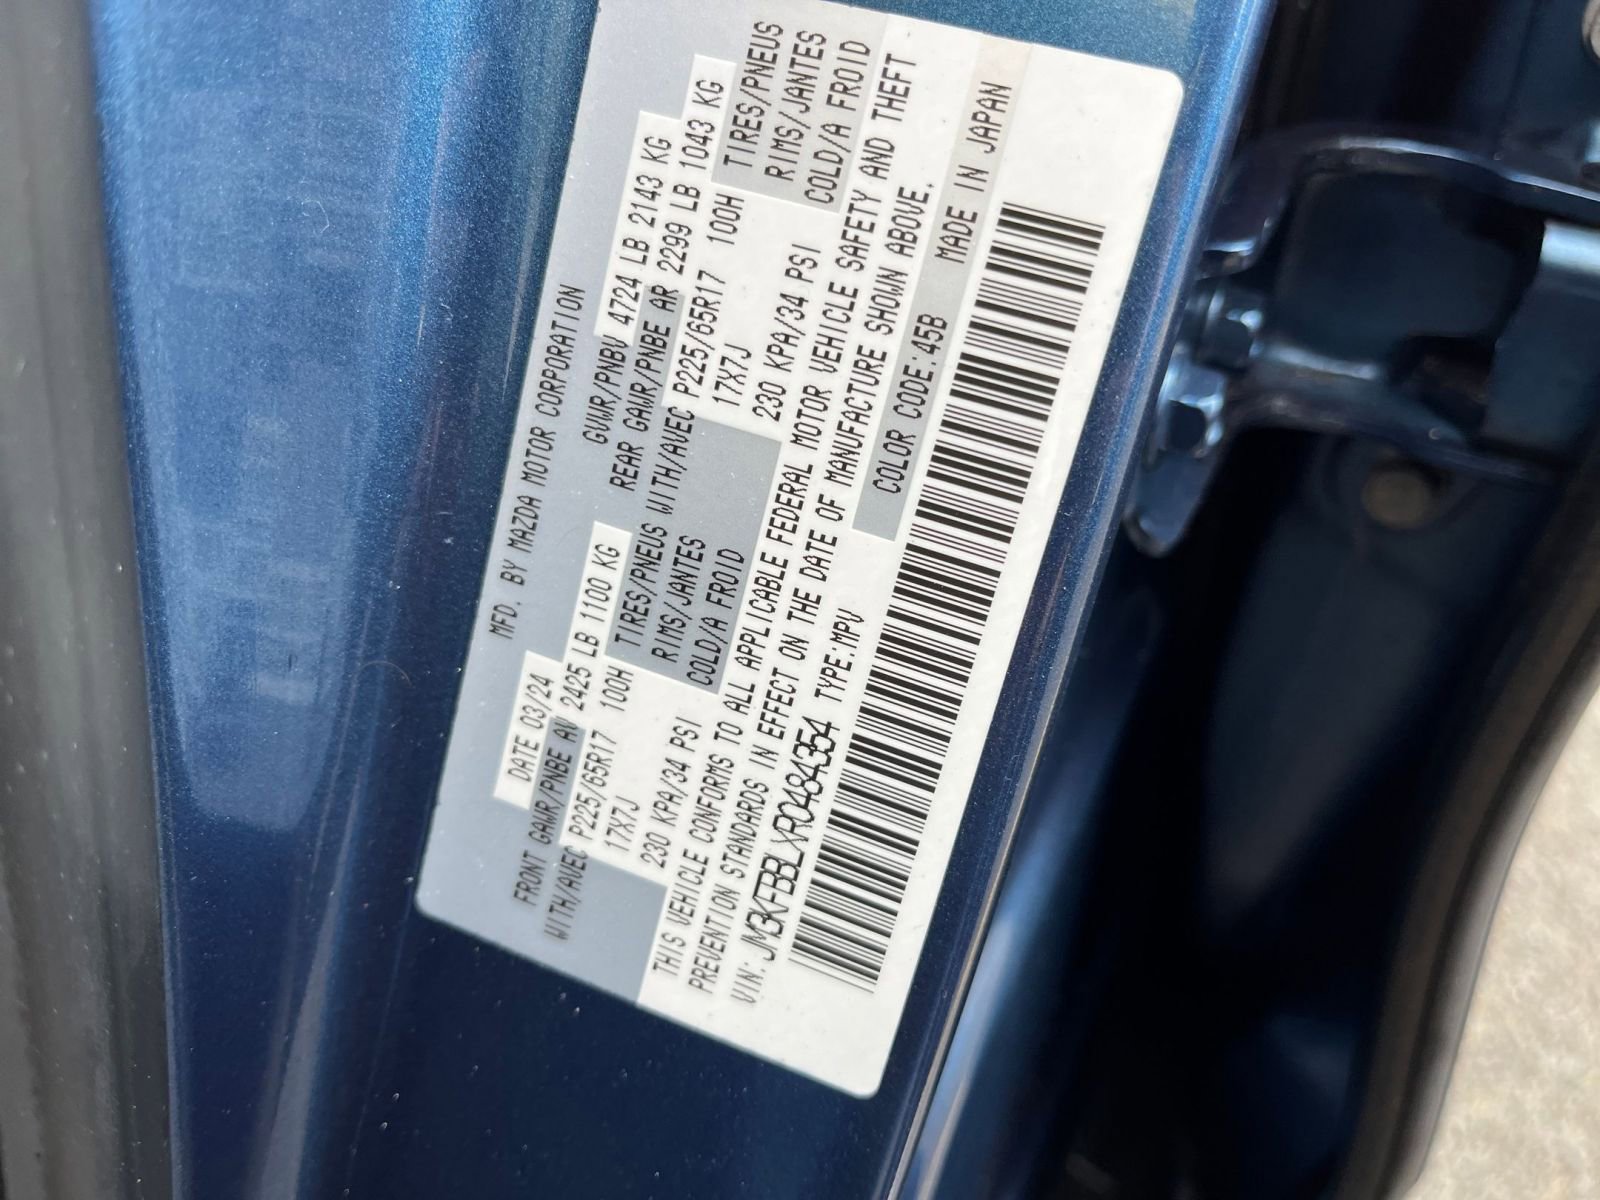 MFD. BY MAZDA MOTOR CORPORATION
DATE 03/24 GVWR/PNBV 4724 LB 2143 KG
FRONT GAWR/PNBE AV 2425 LB 1100 KG REAR GAWR/PNBE AR 2299 LB 1043 KG
WITH/AVEC P225/65R17 100H TIRES/PNEUS WITH/AVEC P225/65R17 100H TIRES/PNEUS
17X7J RIMS/JANTES 17X7J RIMS/JANTES
230 KPA/34 PSI COLD/A FROID 230 KPA/34 PSI COLD/A FROID
THIS VEHICLE CONFORMS TO ALL APPLICABLE FEDERAL MOTOR VEHICLE SAFETY AND THEFT
PREVENTION STANDARDS IN EFFECT ON THE DATE OF MANUFACTURE SHOWN ABOVE.
VIN: JM3KFBBLXR0484354 TYPE:MPV COLOR CODE:45B MADE IN JAPAN